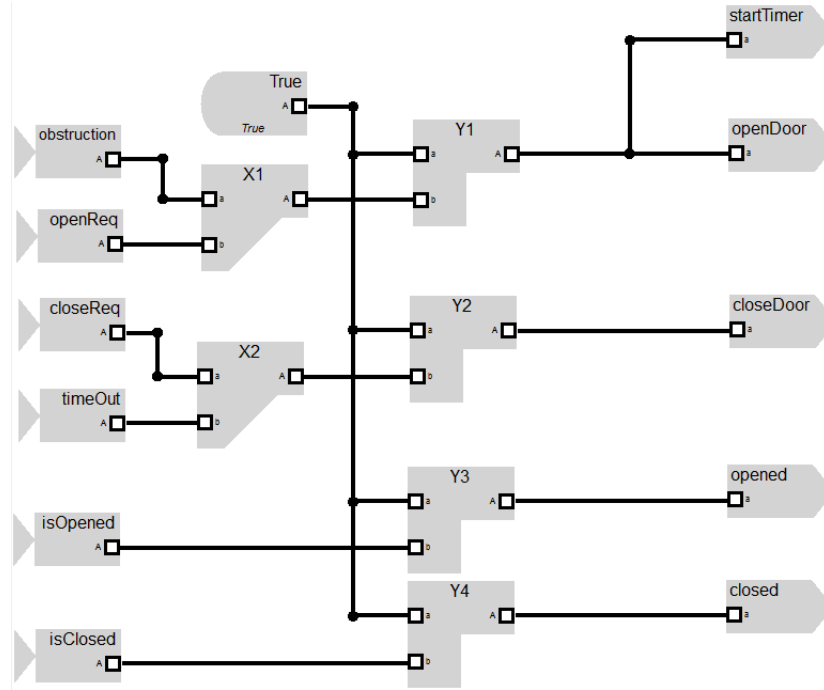 startTimer
a
True
A
True
obstruction
A
Y1
a
A
b
openDoor
a
X1
a
A
b
openReq
A
closeReq
A
Y2
a
A
b
closeDoor
a
X2
a
A
b
timeOut
A
Y3
a
A
b
opened
a
isOpened
A
Y4
a
A
b
closed
a
isClosed
A